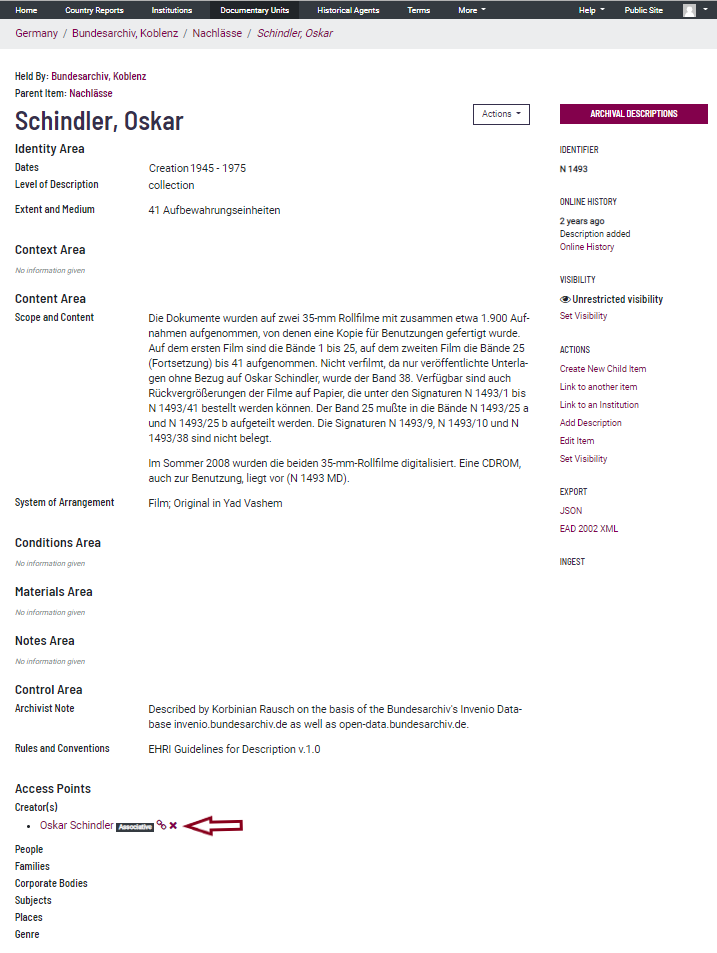 Home Country Reports Institutions Documentary Units Historical Agents Terms More Help Public Site
Germany / Bundesarchiv, Koblenz / Nachlässe / Schindler, Oskar
Held By: Bundesarchiv, Koblenz
Parent Item: Nachlässe
Schindler, Oskar
Actions
Identity Area
Dates Creation 1945 - 1975
Level of Description collection
Extent and Medium 41 Aufbewahrungseinheiten
Context Area
No information given
Content Area
Scope and Content Die Dokumente wurden auf zwei 35-mm Rollfilme mit zusammen etwa 1.900 Auf-
nahmen aufgenommen, von denen eine Kopie für Benutzungen gefertigt wurde.
Auf dem ersten Film sind die Bände 1 bis 25, auf dem zweiten Film die Bände 25
(Fortsetzung) bis 41 aufgenommen. Nicht verfilmt, da nur veröffentlichte Unterla-
gen ohne Bezug auf Oskar Schindler, wurde der Band 38. Verfügbar sind auch
Rückvergrößerungen der Filme auf Papier, die unter den Signaturen N 1493/1 bis
N 1493/41 bestellt werden können. Der Band 25 mußte in die Bände N 1493/25 a
und N 1493/25 b aufgeteilt werden. Die Signaturen N 1493/9, N 1493/10 und N
1493/38 sind nicht belegt.
Im Sommer 2008 wurden die beiden 35-mm-Rollfilme digitalisiert. Eine CDROM,
auch zur Benutzung, liegt vor (N 1493 MD).
System of Arrangement Film; Original in Yad Vashem
Conditions Area
No information given
Materials Area
No information given
Notes Area
No information given
Control Area
Archivist Note Described by Korbinian Rausch on the basis of the Bundesarchiv's Invenio Data-
base invenio.bundesarchiv.de as well as open-data.bundesarchiv.de.
Rules and Conventions EHRI Guidelines for Description v.1.0
Access Points
Creator(s)
• Oskar Schindler Associative
People
Families
Corporate Bodies
Subjects
Places
Genre
ARCHIVAL DESCRIPTIONS
IDENTIFIER
N 1493
ONLINE HISTORY
2 years ago
Description added
Online History
VISIBILITY
Unrestricted visibility
Set Visibility
ACTIONS
Create New Child Item
Link to another item
Link to an Institution
Add Description
Edit Item
Set Visibility
EXPORT
JSON
EAD 2002 XML
INGEST